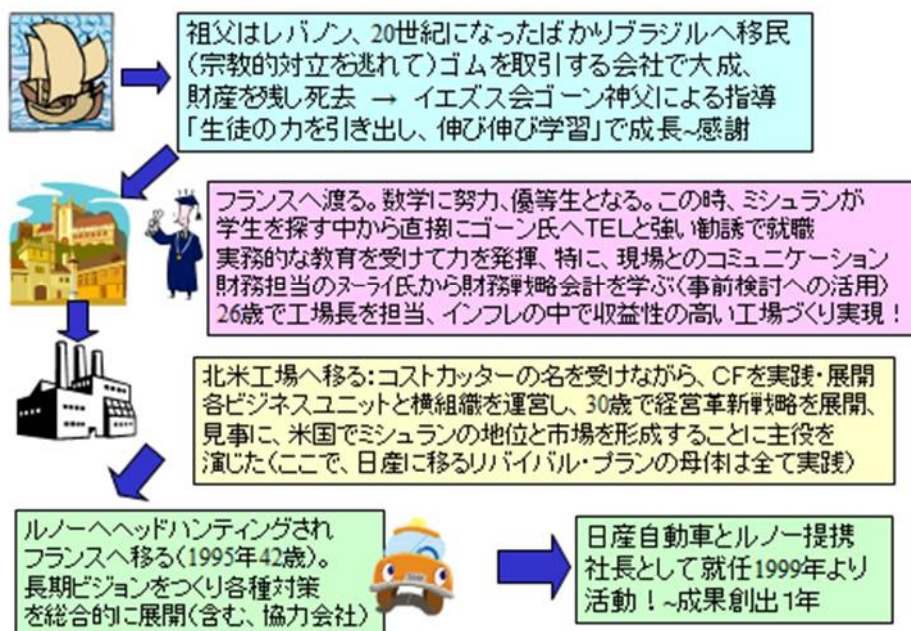 祖父はレバノン、20世紀になったばかりブラジルへ移民
(宗教的対立を逃れて)ゴムを取引する会社で大成、
財産を残し死去 → イエズス会ゴーン神父による指導
「生徒の力を引き出し、伸び伸び学習」で成長~感謝
フランスへ渡る。数学に努力、優等生となる。この時、ミシュランが
学生を探す中から直接にゴーン氏へTELと強い勧誘で就職
実務的な教育を受けて力を発揮、特に、現場とのコミュニケーション
財務担当のヌーライ氏から財務戦略会計を学ぶ(事前検討への活用)
26歳で工場長を担当、インフレの中で収益性の高い工場づくり実現!
北米工場へ移る:コストカッターの名を受けながら、CFを実践・展開
各ビジネスユニットと横組織を運営し、30歳で経営革新戦略を展開、
見事に、米国でミシュランの地位と市場を形成することに主役を
演じた(ここで、日産に移るリバイバル・プランの母体は全て実践)
ルノーへヘッドハンティングされ
フランスへ移る(1995年42歳)。
長期ビジョンをつくり各種対策
を総合的に展開(含む、協力会社)
日産自動車とルノー提携
社長として就任1999年より
活動!~成果創出1年